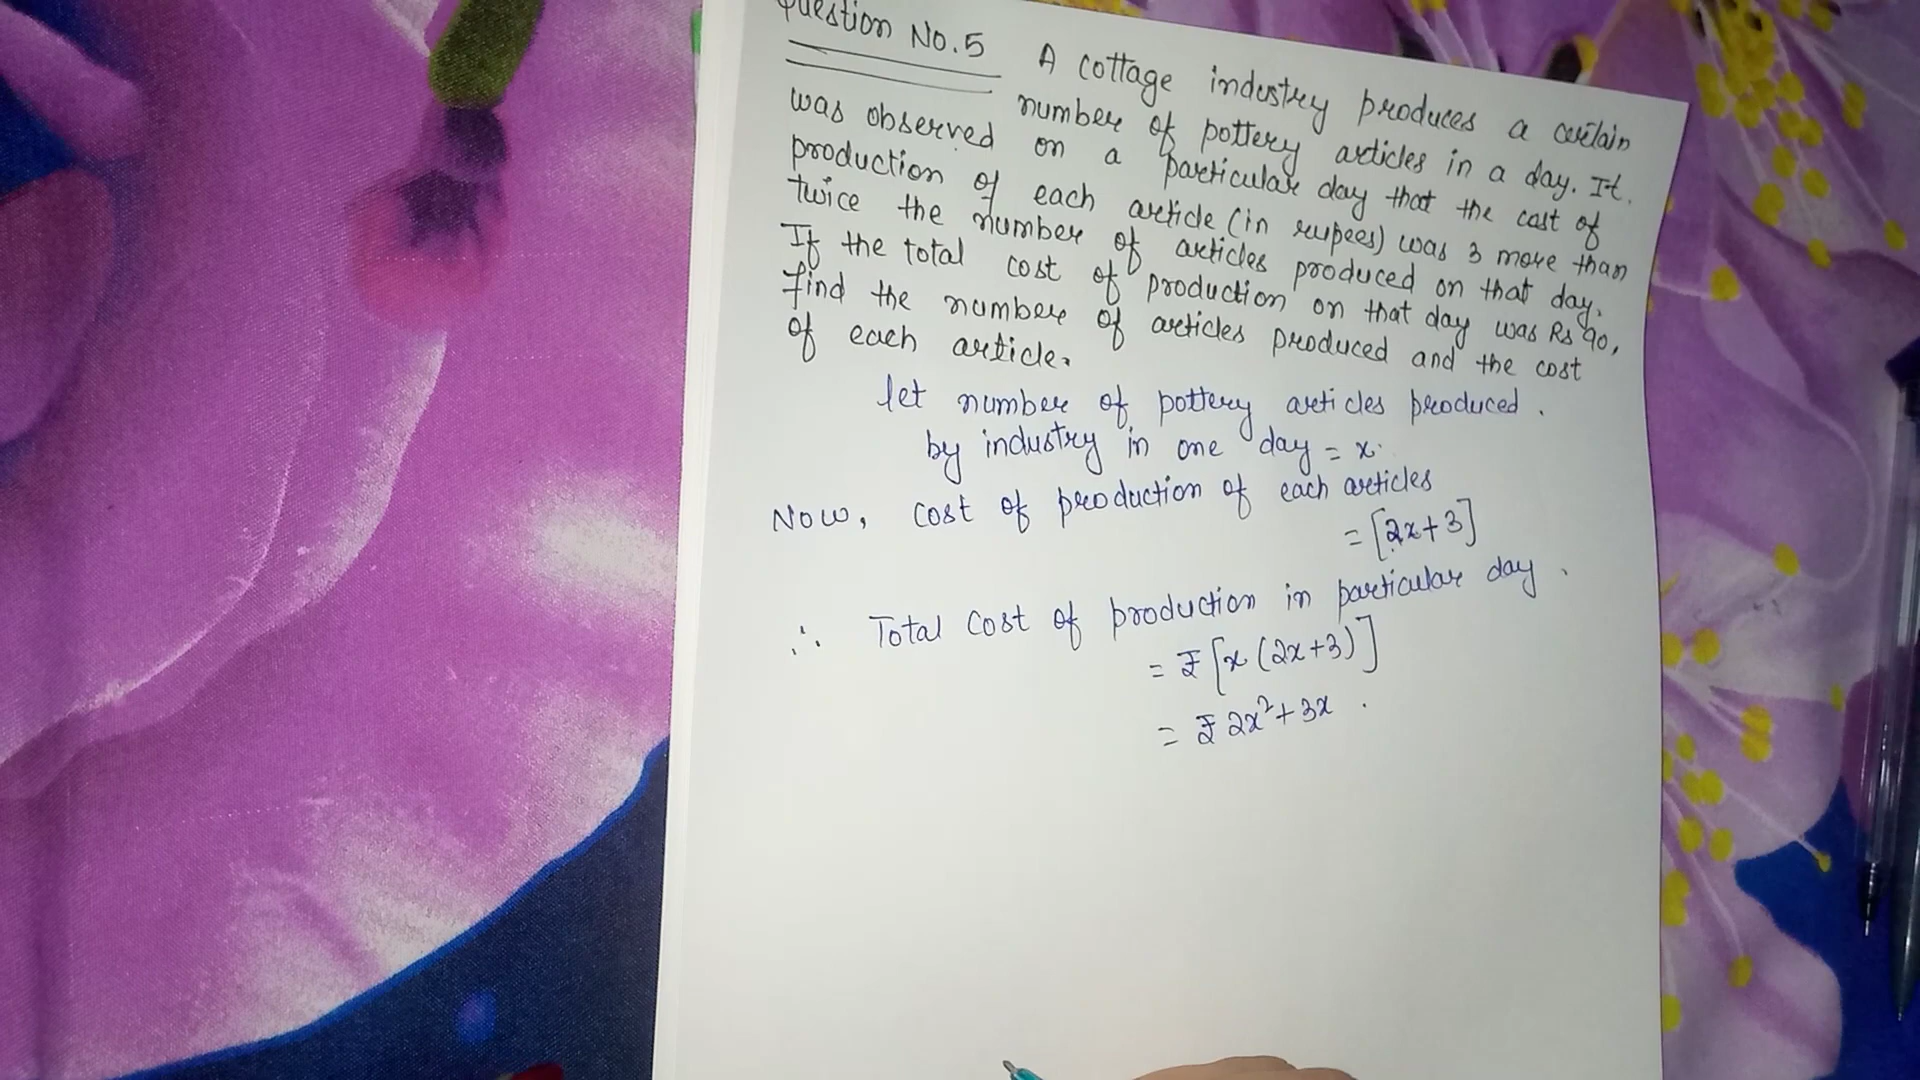 Question No.5 A cottage industry produces a certain
number of pottery articles in a day. It
was observed on a particular day that the cost of
production of each article (in rupees) was 3 more than
twice the number of articles produced on that day.
If the total cost of production on that day was Rs 90,
find the number of articles produced and the cost
of each article.
let number of pottery articles produced.
by industry in one day = x.
Now, cost of production of each articles
= [2x+3]
∴ Total cost of production in particular day.
= ₹ [x (2x+3)]
= ₹ 2x²+3x.